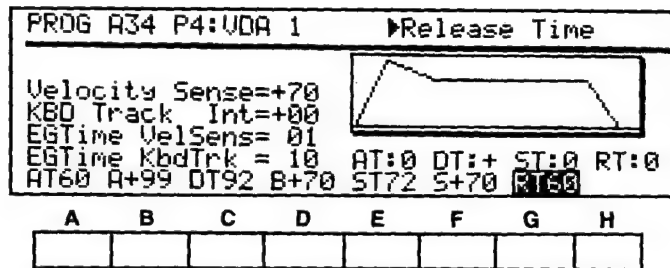 PROG A34 P4:VDA 1 ▶Release Time
Velocity Sense=+70
KBD Track Int=+00
EGTime VelSens= 01
EGTime KbdTrk = 10 AT:0 DT:+ ST:0 RT:0
AT60 A+99 DT92 B+70 ST72 S+70 RT60
A B C D E F G H